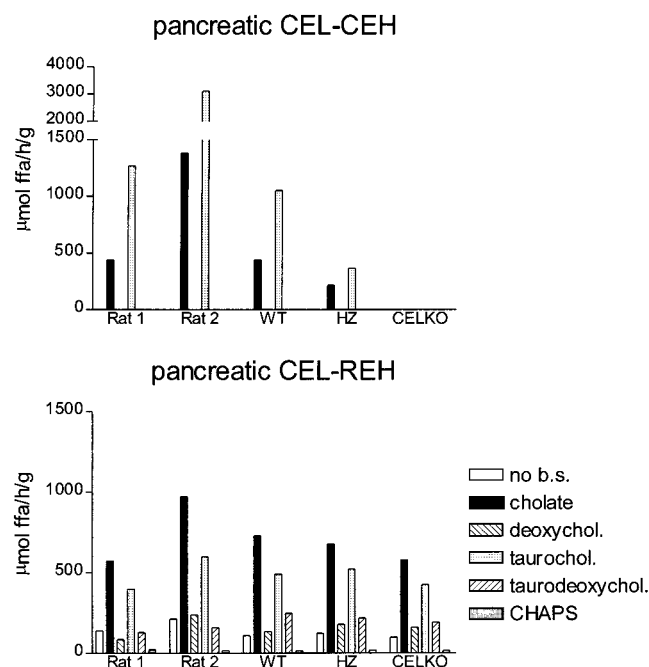 pancreatic CEL-CEH
4000
3000
2000
1500
1000
500
0
µmol ffa/h/g
Rat 1 Rat 2 WT HZ CELKO
pancreatic CEL-REH
1500
1000
500
0
µmol ffa/h/g
Rat 1 Rat 2 WT HZ CELKO
no b.s.
cholate
deoxychol.
taurochol.
taurodeoxychol.
CHAPS